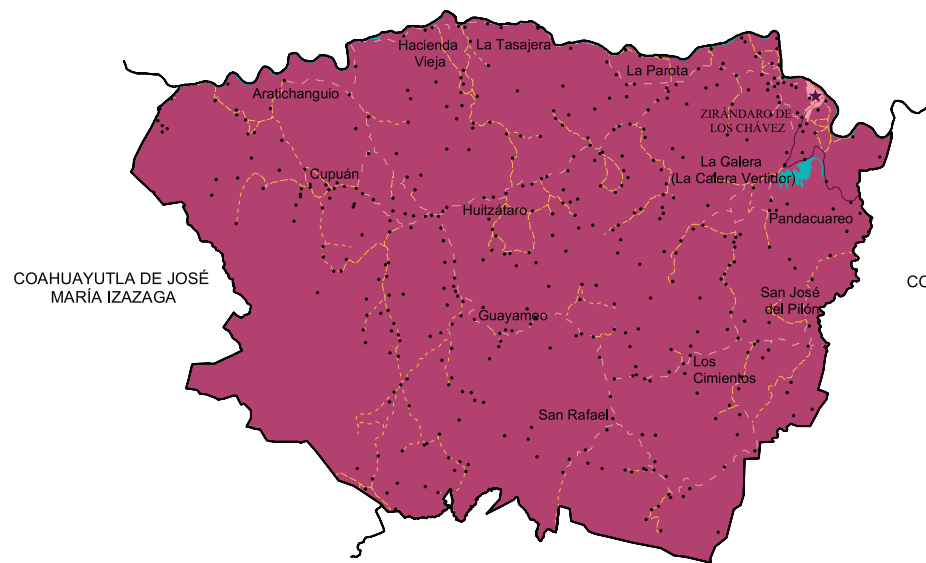 Hacienda
Vieja
La Tasajera
La Parota
Aratichanguio
ZIRÁNDARO DE
LOS CHÁVEZ
La Galera
(La Calera Vertidor)
Cupuán
Huitzátaro
Pandacuareo
COAHUAYUTLA DE JOSÉ
MARÍA IZAZAGA
CO
San José
del Pilón
Guayameo
Los
Cimientos
San Rafael